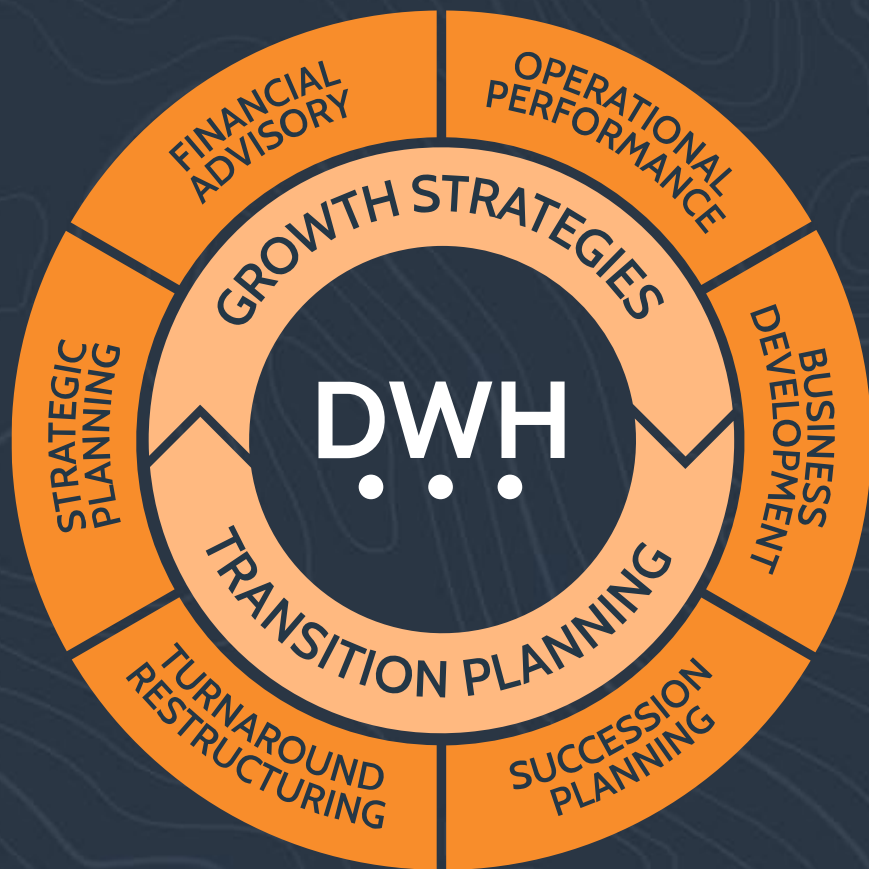 FINANCIAL
ADVISORY
OPERATIONAL
PERFORMANCE
GROWTH STRATEGIES
STRATEGIC
PLANNING
DWH
BUSINESS
DEVELOPMENT
TRANSITION PLANNING
TURNAROUND
RESTRUCTURING
SUCCESSION
PLANNING